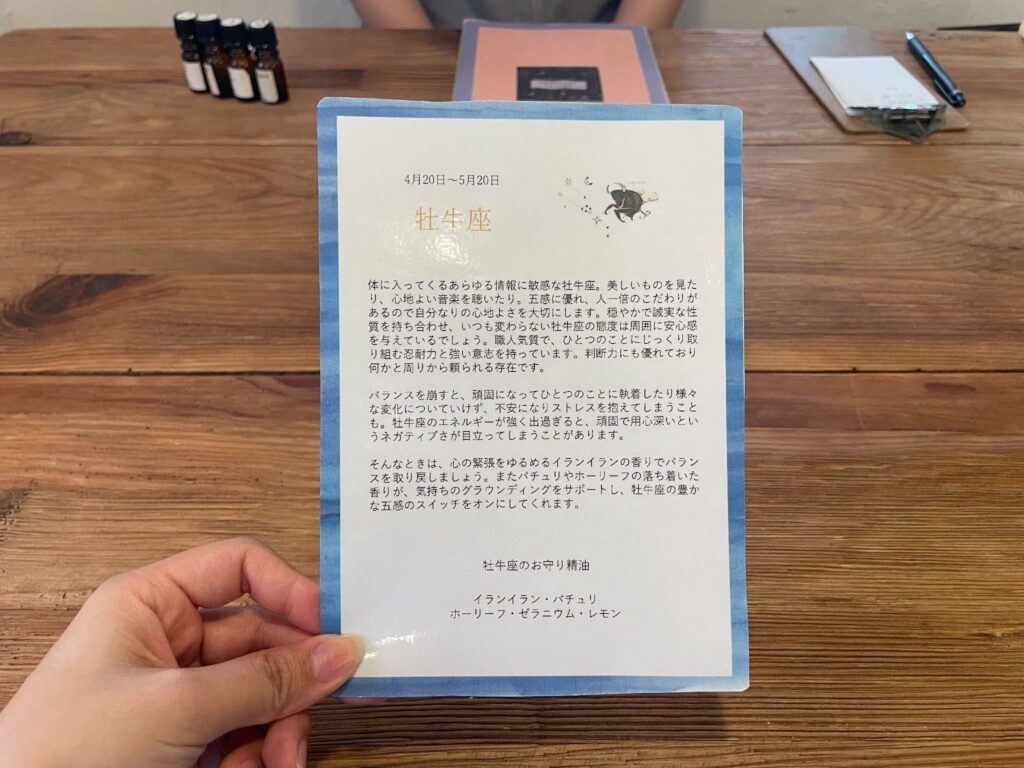 4月20日〜5月20日
牡牛座
体に入ってくるあらゆる情報に敏感な牡牛座。美しいものを見た
り、心地よい音楽を聴いたり。五感に優れ、人一倍のこだわりが
あるので自分なりの心地よさを大切にします。穏やかで誠実な性
質を持ち合わせ、いつも変わらない牡牛座の態度は周囲に安心感
を与えているでしょう。職人気質で、ひとつのことにじっくり取
り組む忍耐力と強い意志を持っています。判断力にも優れており
何かと周りから頼られる存在です。
バランスを崩すと、頑固になってひとつのことに執着したり様々
な変化についていけず、不安になりストレスを抱えてしまうこと
も。牡牛座のエネルギーが強く出過ぎると、頑固で用心深いとい
うネガティブさが目立ってしまうことがあります。
そんなときは、心の緊張をゆるめるイランイランの香りでバラン
スを取り戻しましょう。またパチュリやホーリーフの落ち着いた
香りが、気持ちのグラウンディングをサポートし、牡牛座の豊か
な五感のスイッチをオンにしてくれます。
牡牛座のお守り精油
イランイラン・パチュリ
ホーリーフ・ゼラニウム・レモン